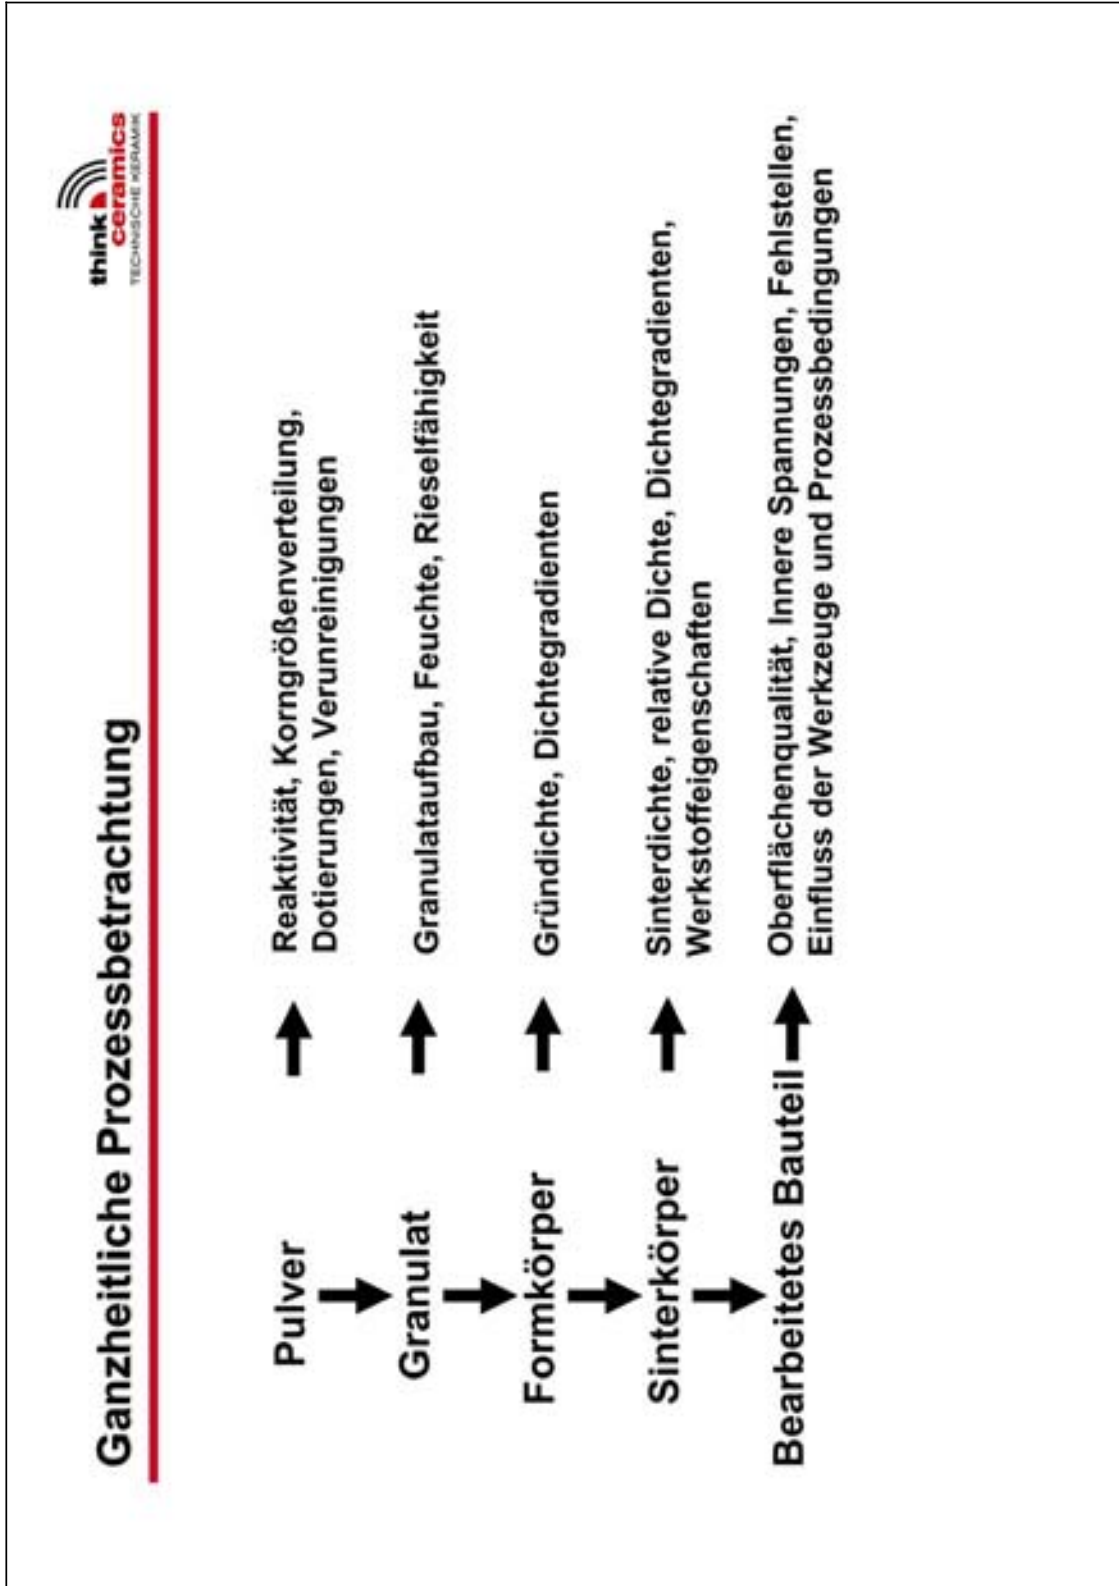 Ganzheitliche Prozessbetrachtung
think
ceramics
TECHNISCHE KERAMIK
Pulver
Reaktivität, Korngrößenverteilung,
Dotierungen, Verunreinigungen
Granulat
Granulataufbau, Feuchte, Rieselfähigkeit
Formkörper
Gründichte, Dichtegradienten
Sinterkörper
Sinterdichte, relative Dichte, Dichtegradienten,
Werkstoffeigenschaften
Bearbeitetes Bauteil
Oberflächenqualität, Innere Spannungen, Fehlstellen,
Einfluss der Werkzeuge und Prozessbedingungen